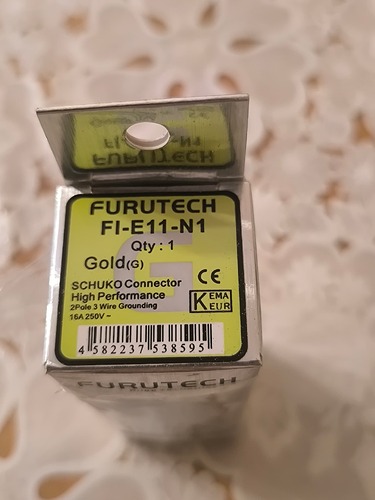 FURUTECH
FI-E11-N1
Qty : 1
Gold(G)
G
SCHUKO Connector
High Performance
2Pole 3 Wire Grounding
16A 250V~
CE
KEMA
KEUR
4 582237 538595
FURUTECH